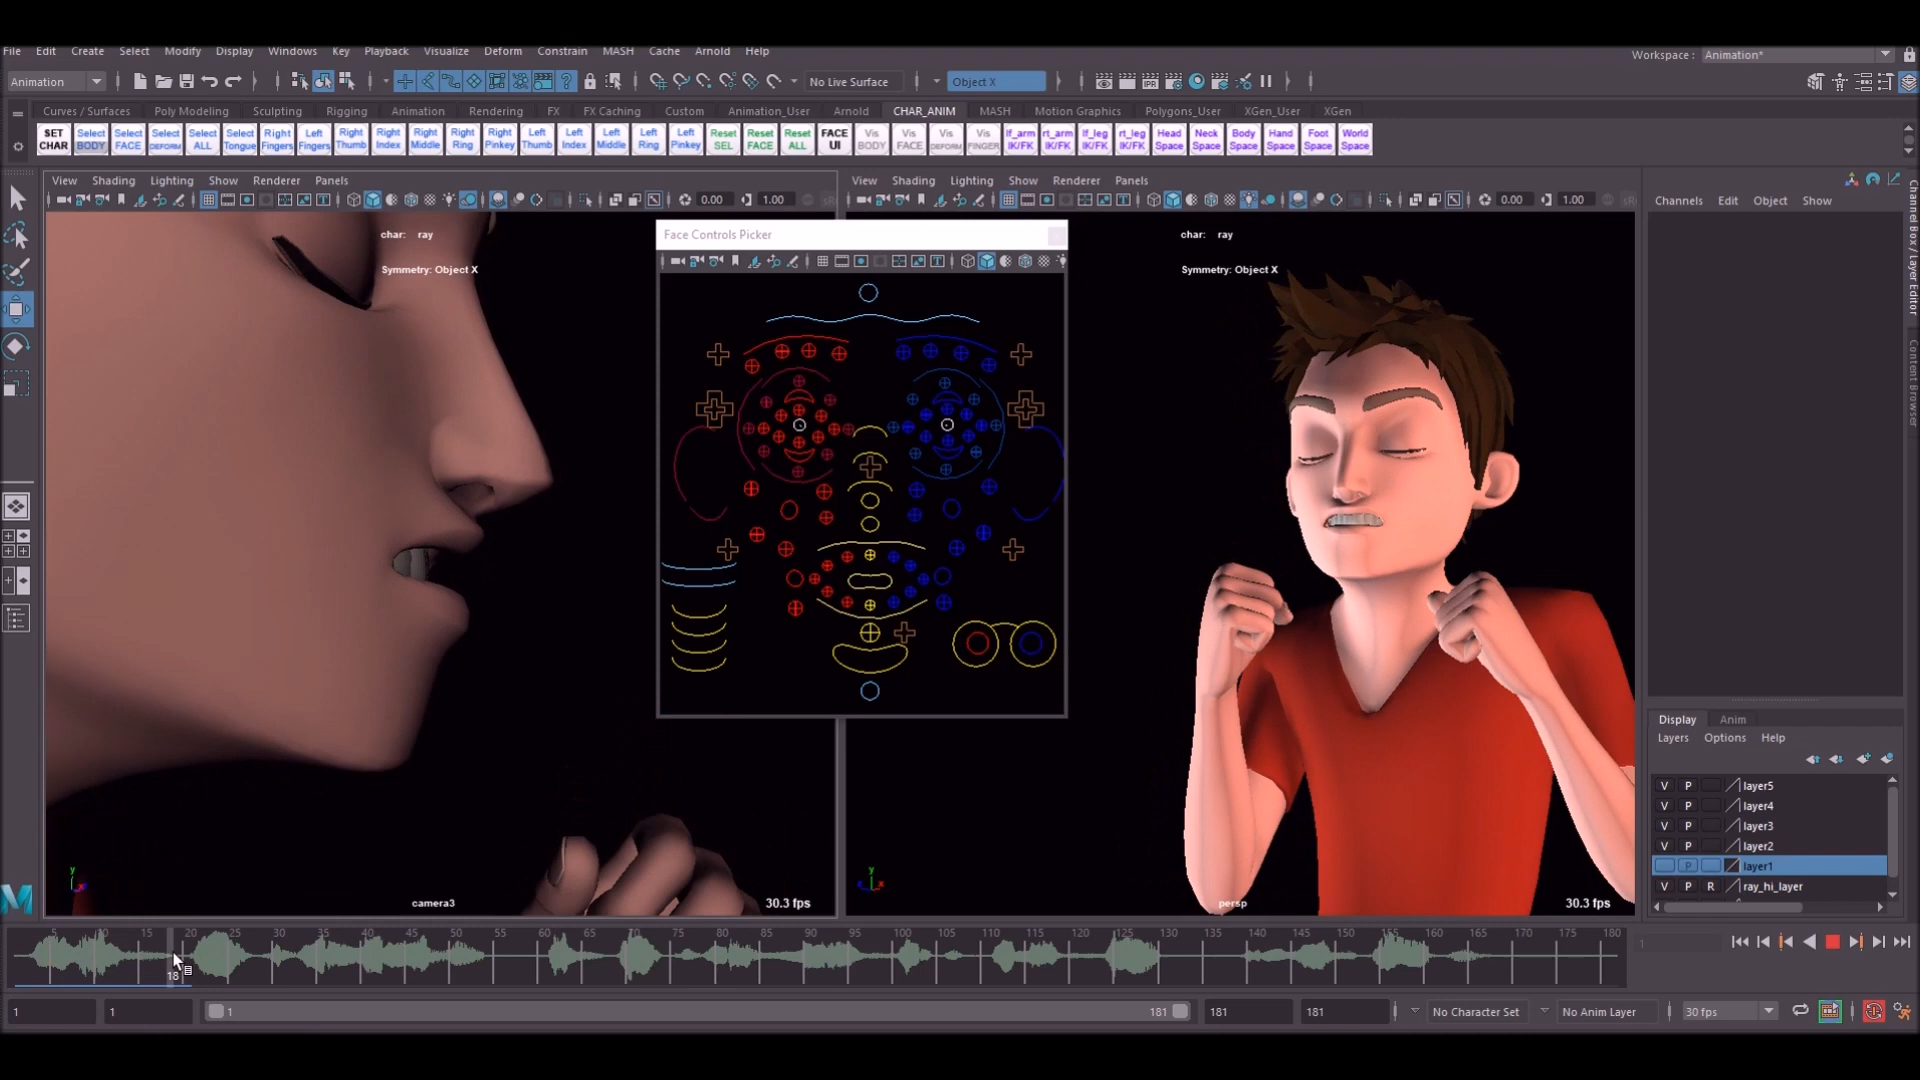 File Edit Create Select Modify Display Windows Key Playback Visualize Deform Constrain MASH Cache Arnold Help
Workspace : Animation*
Animation
No Live Surface
Object X
Curves / Surfaces Poly Modeling Sculpting Rigging Animation Rendering FX FX Caching Custom Animation_User Arnold CHAR_ANIM MASH Motion Graphics Polygons_User XGen_User XGen
SET CHAR
Select BODY
Select FACE
Select DEFORM
Select ALL
Select Tongue
Right Fingers
Left Fingers
Right Thumb
Right Index
Right Middle
Right Ring
Right Pinkey
Left Thumb
Left Index
Left Middle
Left Ring
Left Pinkey
Reset SEL
Reset FACE
Reset ALL
FACE UI
Vis BODY
Vis FACE
Vis DEFORM
Vis FINGER
lf_arm IK/FK
rt_arm IK/FK
lf_leg IK/FK
rt_leg IK/FK
Head Space
Neck Space
Body Space
Hand Space
Foot Space
World Space
View Shading Lighting Show Renderer Panels
0.00 1.00
char: ray
Symmetry: Object X
camera3
30.3 fps
Face Controls Picker
View Shading Lighting Show Renderer Panels
0.00 1.00
char: ray
Symmetry: Object X
persp
30.3 fps
Channels Edit Object Show
Channel Box / Layer Editor
Content Browser
Display Anim
Layers Options Help
V P layer5
V P layer4
V P layer3
V P layer2
P layer1
V P R ray_hi_layer
5 10 15 20 25 30 35 40 45 50 55 60 65 70 75 80 85 90 95 100 105 110 115 120 125 130 135 140 145 150 155 160 165 170 175 180
18
1
1
1
1
181
181
181
No Character Set
No Anim Layer
30 fps